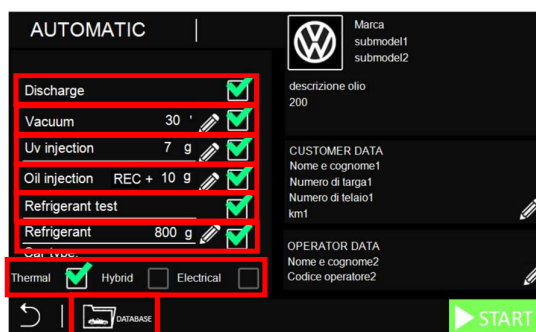 AUTOMATIC
Discharge
Vacuum 30 '
Uv injection 7 g
Oil injection REC + 10 g
Refrigerant test
Refrigerant 800 g
Car type:
Thermal Hybrid Electrical
DATABASE
Marca
submodel1
submodel2
descrizione olio
200
CUSTOMER DATA
Nome e cognome1
Numero di targa1
Numero di telaio1
km1
OPERATOR DATA
Nome e cognome2
Codice operatore2
START